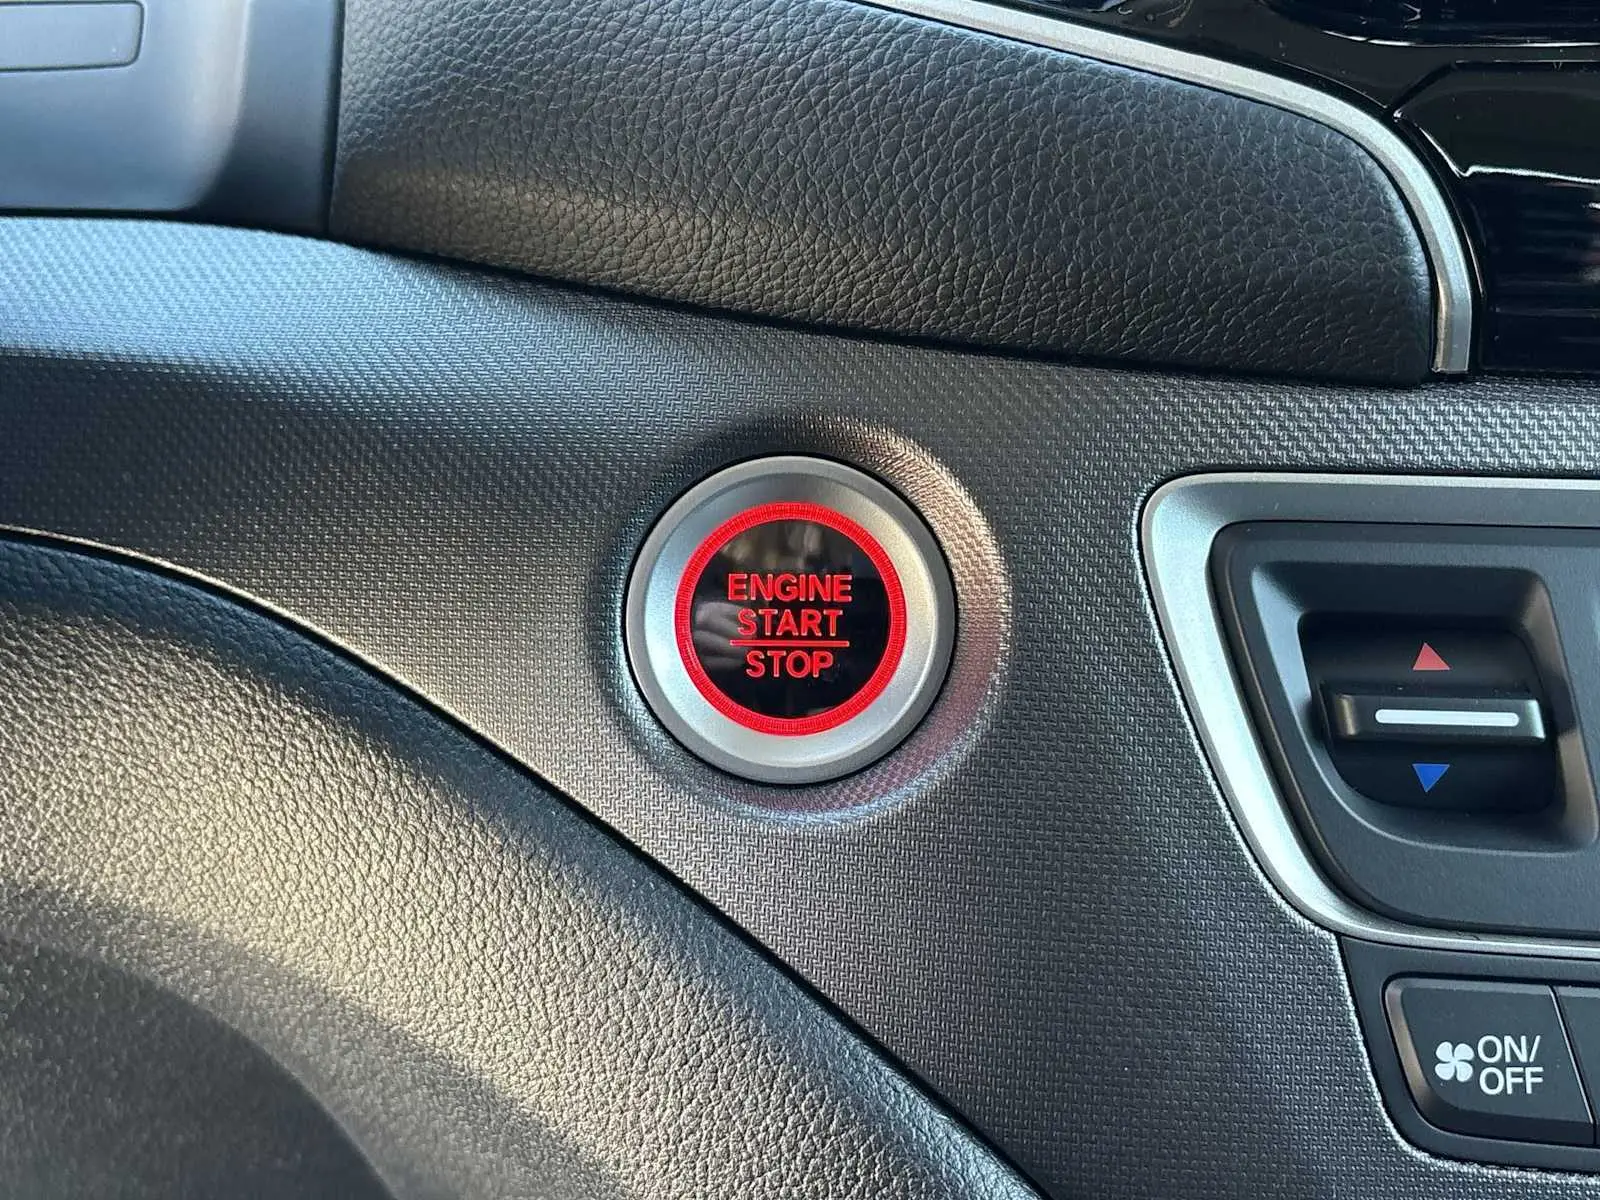 ENGINE
START
STOP
ON/
OFF